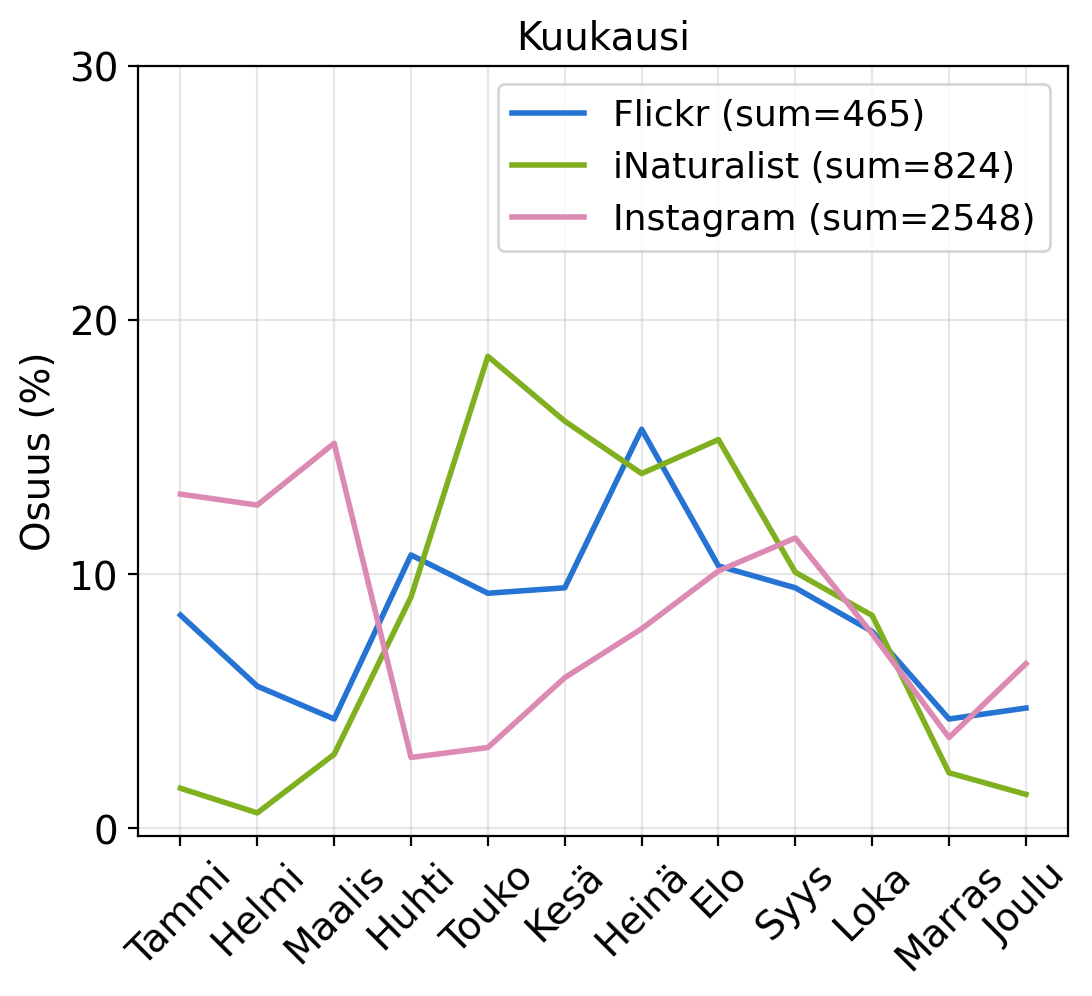 Kuukausi
Flickr (sum=465)
iNaturalist (sum=824)
Instagram (sum=2548)
Osuus (%)
30
20
10
0
Tammi
Helmi
Maalis
Huhti
Touko
Kesä
Heinä
Elo
Syys
Loka
Marras
Joulu